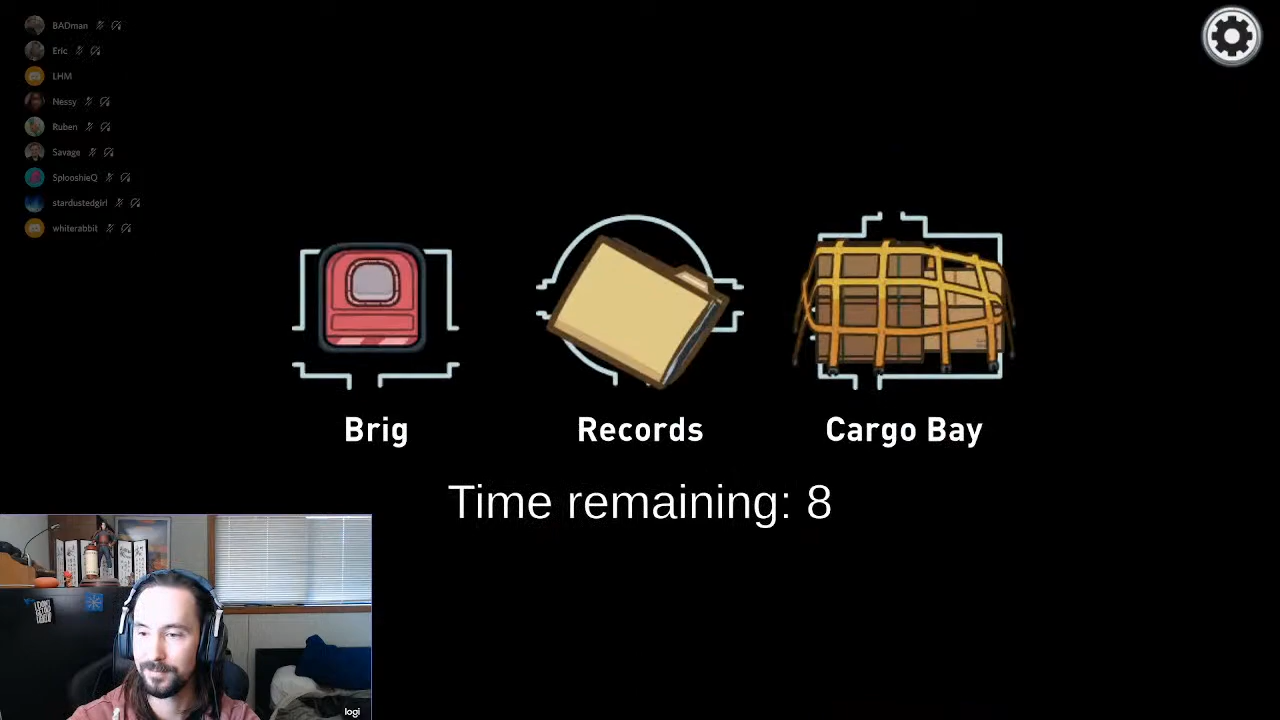 BADman
Eric
LHM
Nessy
Ruben
Savage
SplooshieQ
stardustedgirl
whiterabbit
Brig
Records
Cargo Bay
Time remaining: 8
logi